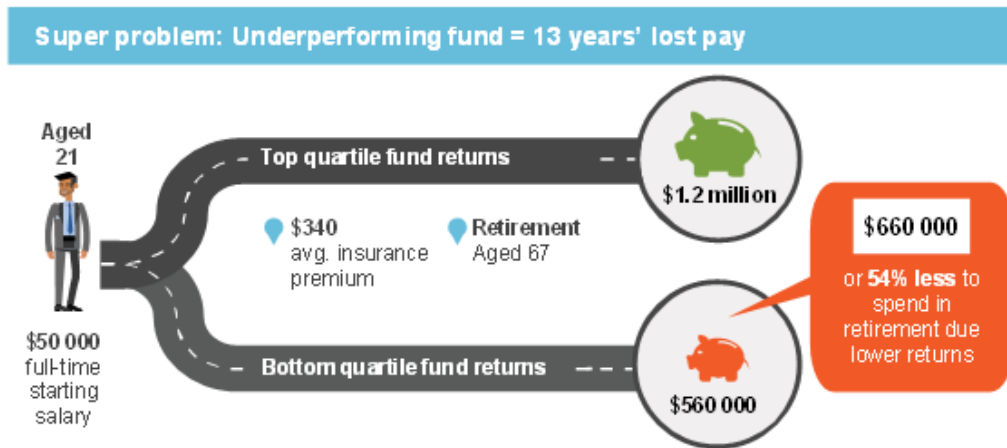 Super problem: Underperforming fund = 13 years' lost pay
Aged
21
$50 000
full-time
starting
salary
Top quartile fund returns
$340
avg. insurance
premium
Retirement
Aged 67
Bottom quartile fund returns
$1.2 million
$560 000
$660 000
or 54% less to
spend in
retirement due
lower returns